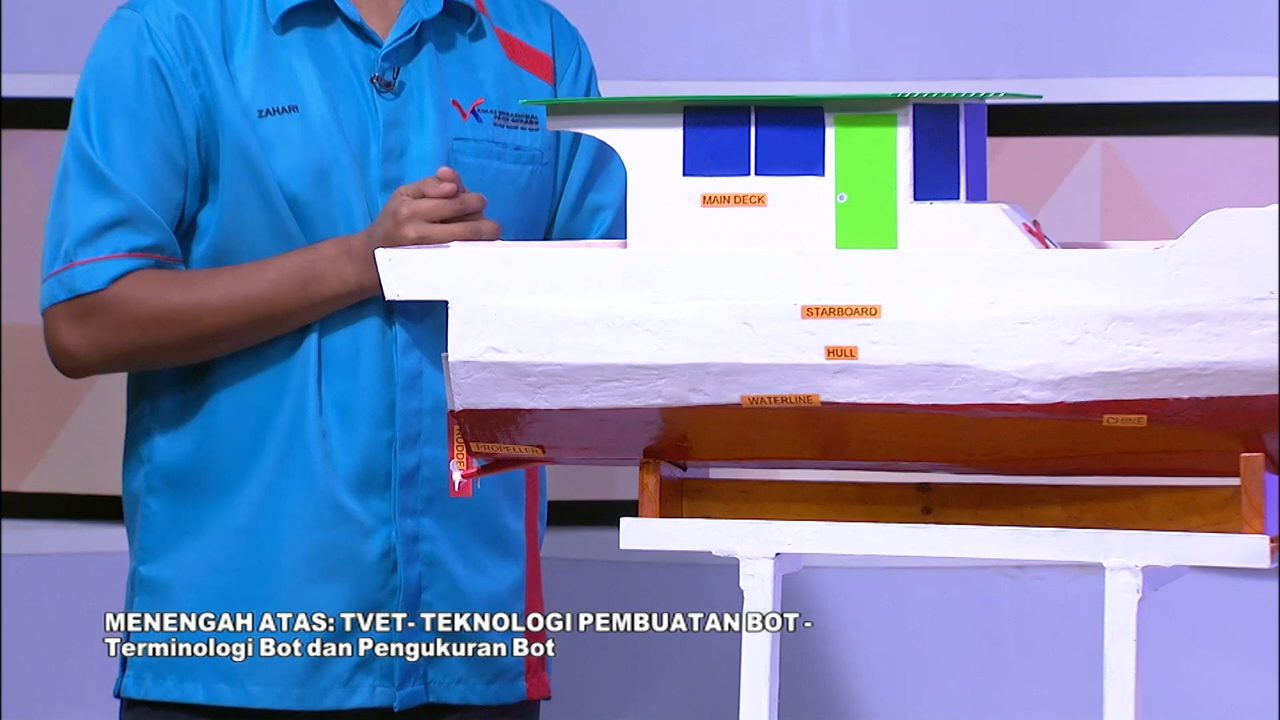 ZAHARI
MAIN DECK
STARBOARD
HULL
WATERLINE
CHINE
PROPELLER
MENENGAH ATAS: TVET- TEKNOLOGI PEMBUATAN BOT -
Terminologi Bot dan Pengukuran Bot